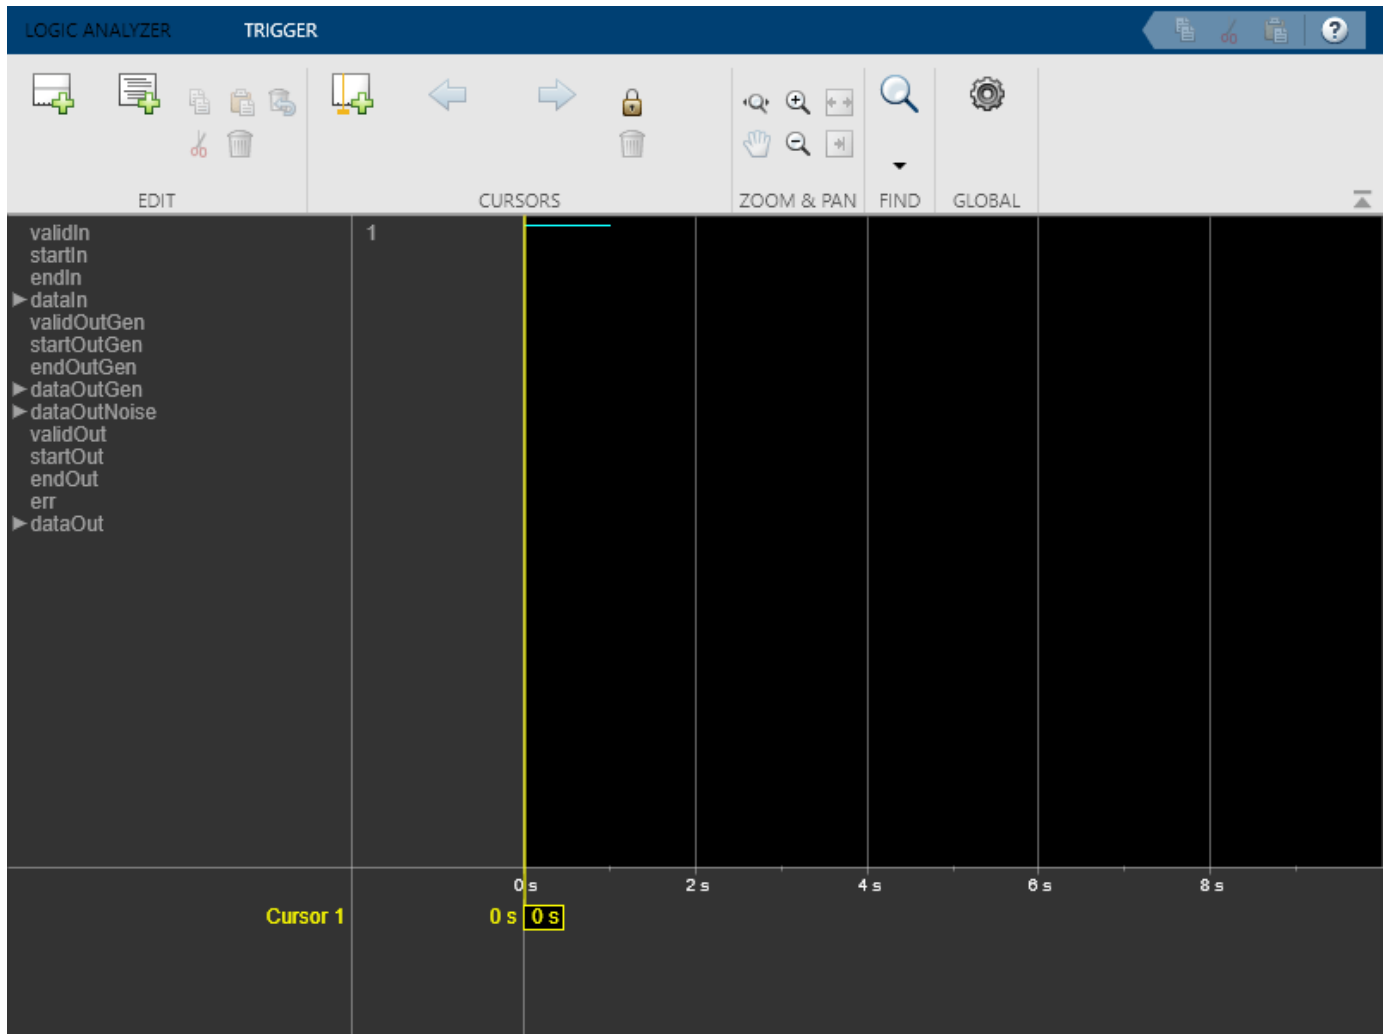 LOGIC ANALYZER TRIGGER
EDIT CURSORS ZOOM & PAN FIND GLOBAL
validIn 1
startIn
endIn
dataIn
validOutGen
startOutGen
endOutGen
dataOutGen
dataOutNoise
validOut
startOut
endOut
err
dataOut
0 s 2 s 4 s 6 s 8 s
Cursor 1 0 s 0 s